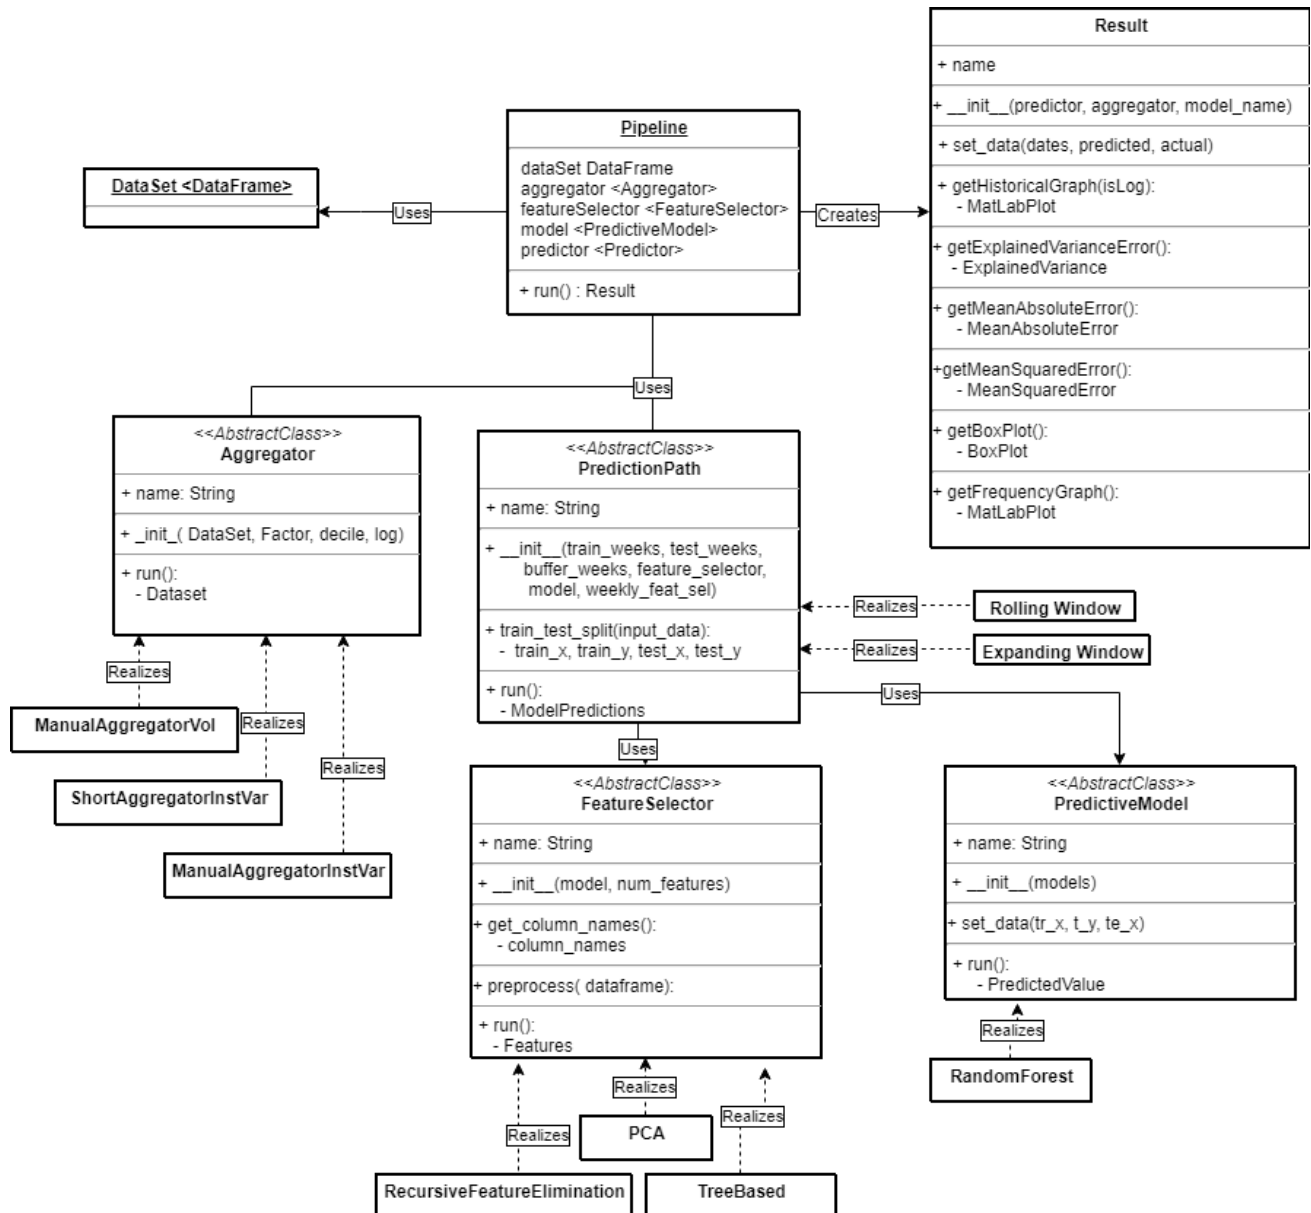 Result
+ name
+ __init__(predictor, aggregator, model_name)
+ set_data(dates, predicted, actual)
+ getHistoricalGraph(isLog):
- MatLabPlot
+ getExplainedVarianceError():
- ExplainedVariance
+ getMeanAbsoluteError():
- MeanAbsoluteError
+getMeanSquaredError():
- MeanSquaredError
+ getBoxPlot():
- BoxPlot
+ getFrequencyGraph():
- MatLabPlot
Pipeline
dataSet DataFrame
aggregator <Aggregator>
featureSelector <FeatureSelector>
model <PredictiveModel>
predictor <Predictor>
+ run() : Result
DataSet <DataFrame>
Uses
Creates
Uses
<<AbstractClass>>
Aggregator
+ name: String
+ _init_( DataSet, Factor, decile, log)
+ run():
- Dataset
<<AbstractClass>>
PredictionPath
+ name: String
+ __init__(train_weeks, test_weeks,
buffer_weeks, feature_selector,
model, weekly_feat_sel)
+ train_test_split(input_data):
- train_x, train_y, test_x, test_y
+ run():
- ModelPredictions
Realizes
Rolling Window
Realizes
Expanding Window
Realizes
ManualAggregatorVol
Realizes
ShortAggregatorInstVar
Realizes
ManualAggregatorInstVar
Uses
Uses
<<AbstractClass>>
FeatureSelector
+ name: String
+ __init__(model, num_features)
+ get_column_names():
- column_names
+ preprocess( dataframe):
+ run():
- Features
<<AbstractClass>>
PredictiveModel
+ name: String
+ __init__(models)
+ set_data(tr_x, t_y, te_x)
+ run():
- PredictedValue
Realizes
RandomForest
Realizes
PCA
Realizes
Realizes
RecursiveFeatureElimination
TreeBased